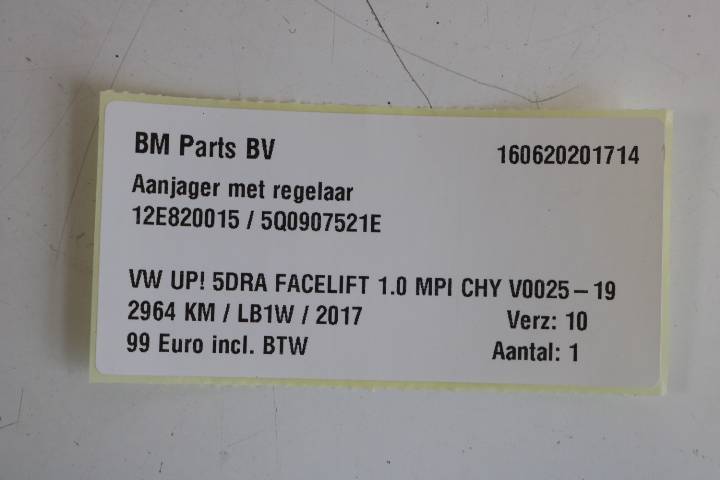 BM Parts BV 160620201714
Aanjager met regelaar
12E820015 / 5Q0907521E
VW UP! 5DRA FACELIFT 1.0 MPI CHY V0025-19
2964 KM / LB1W / 2017 Verz: 10
99 Euro incl. BTW Aantal: 1